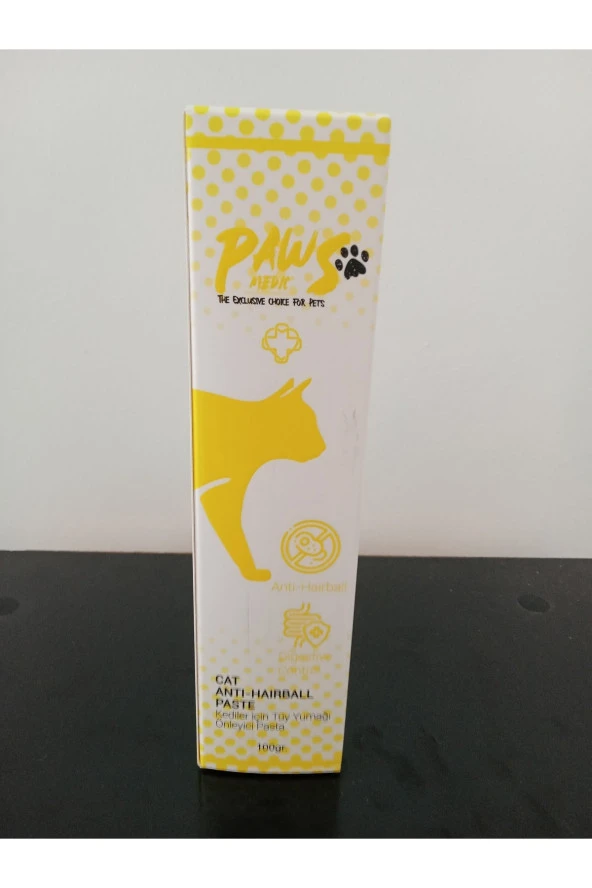 PAWS
MEDIC
THE EXCLUSIVE CHOICE FOR PETS
Anti-Hairball
CAT
ANTI-HAIRBALL
PASTE
Kediler için Tüy Yumağı
Önleyici Pasta
100gr.